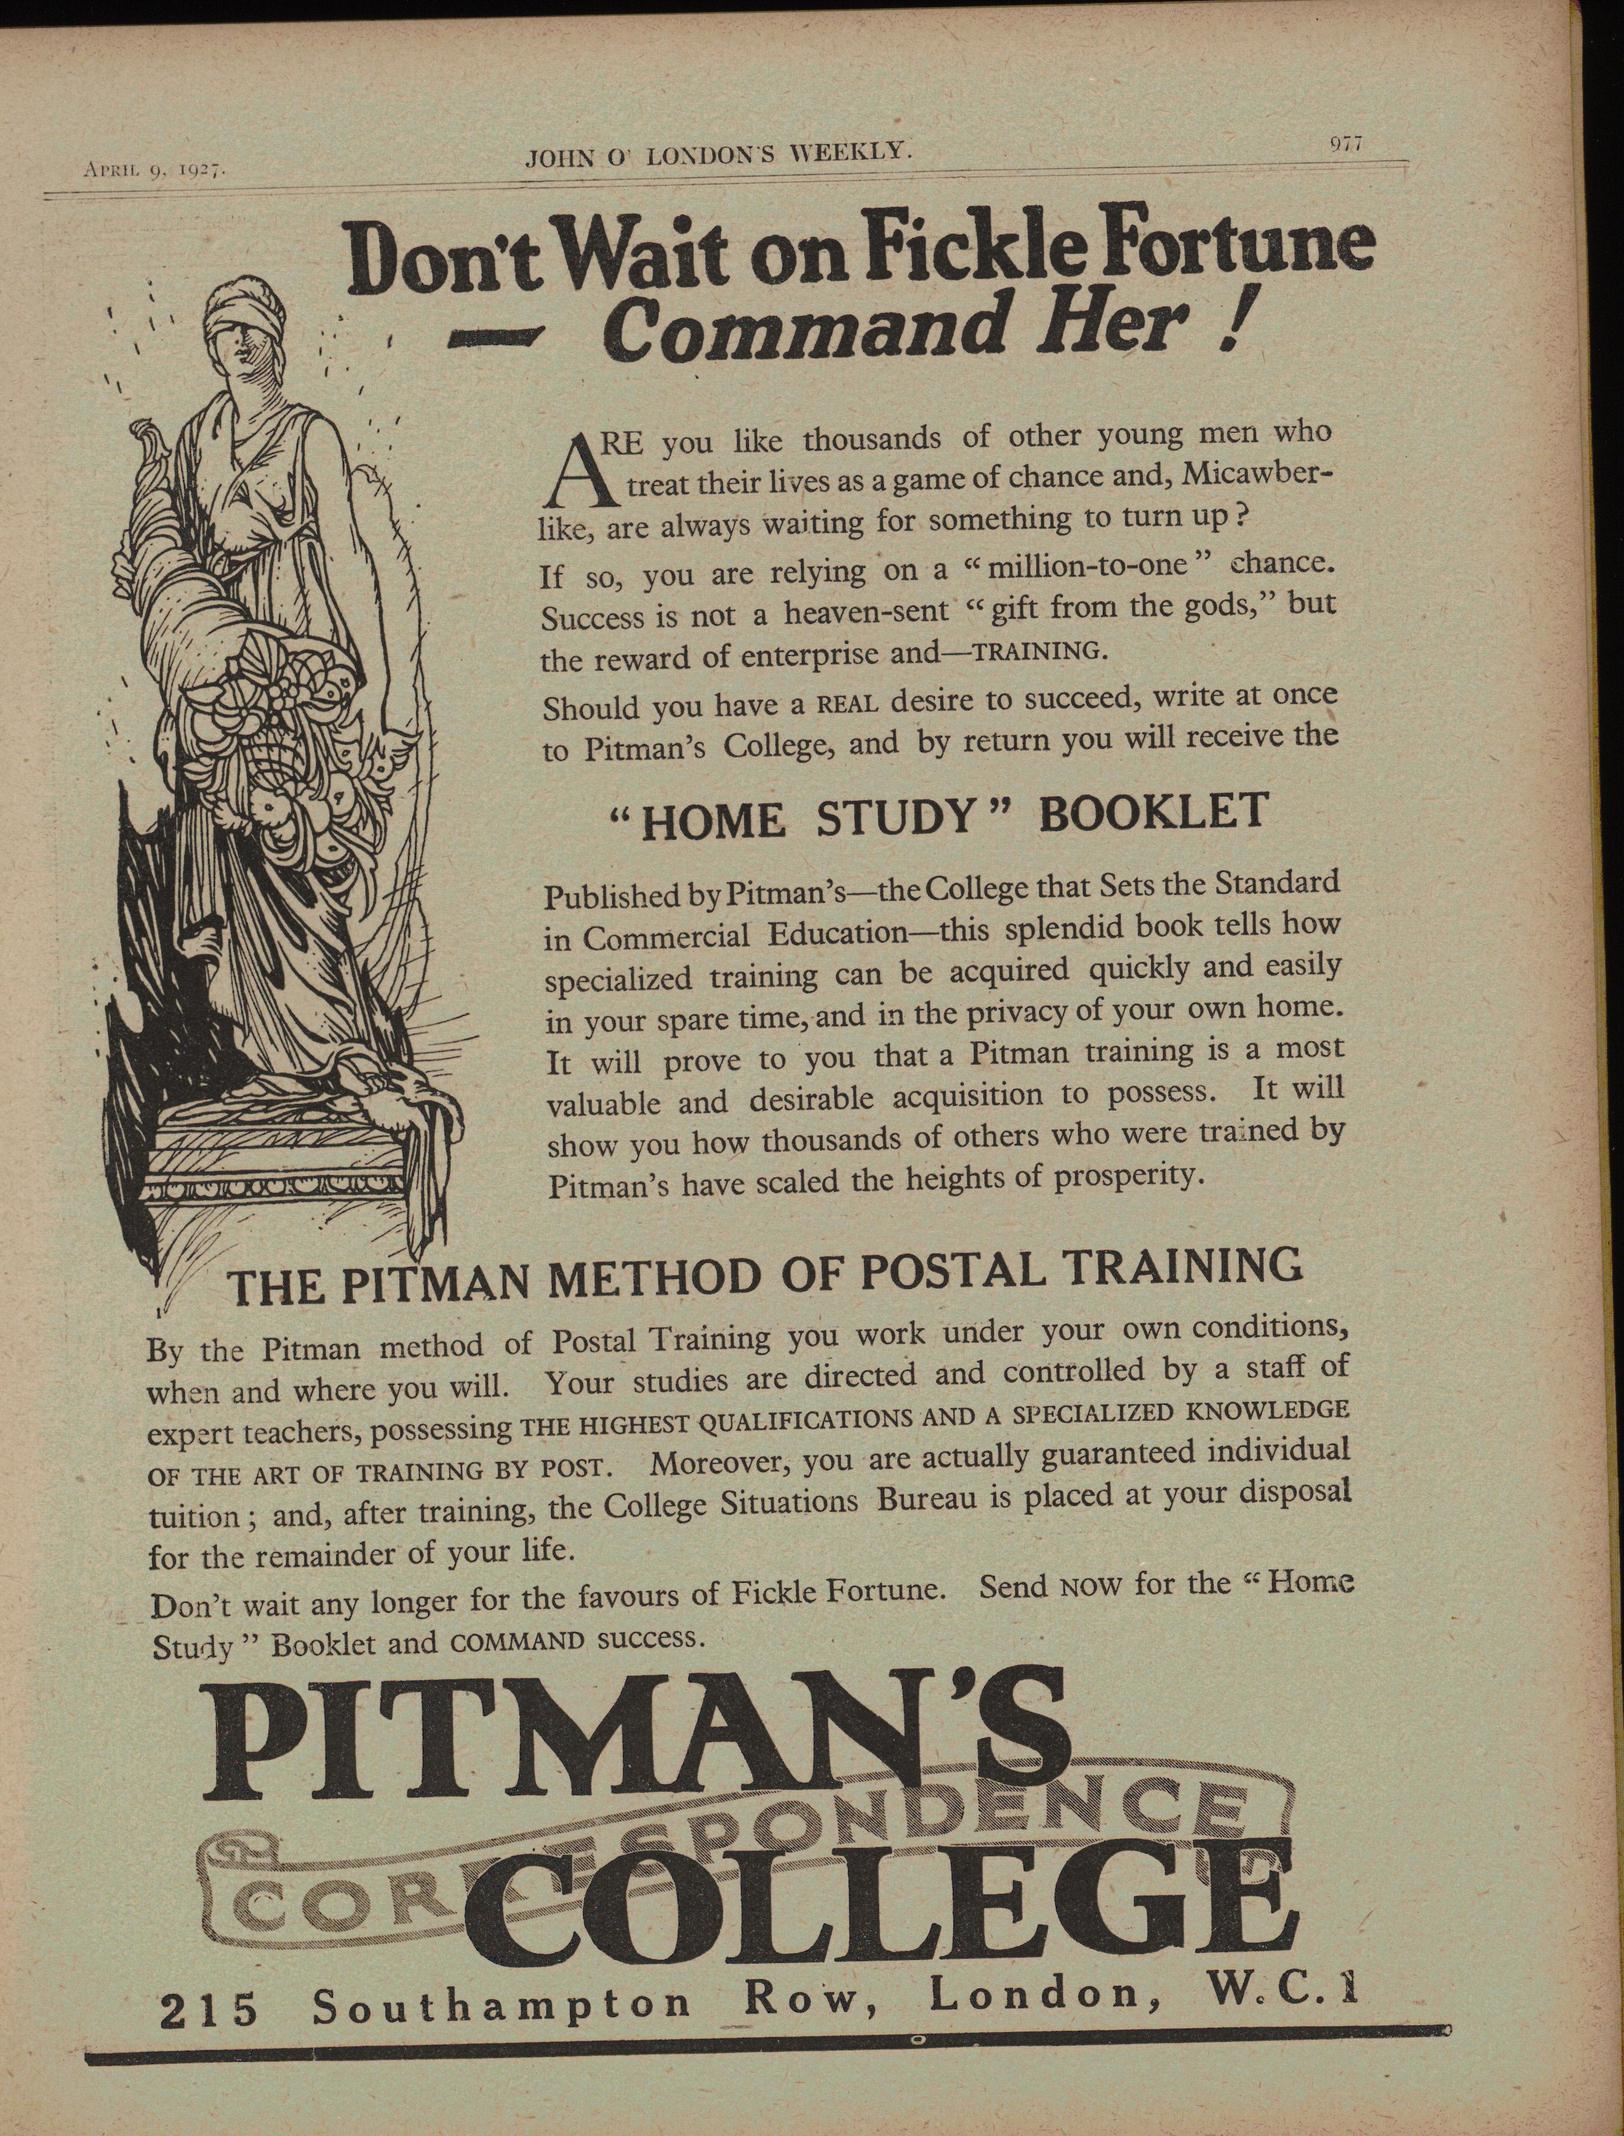 APRIL 9, 1927.
JOHN O' LONDON'S WEEKLY.
977
Don't Wait on Fickle Fortune
— Command Her !
ARE you like thousands of other young men who
treat their lives as a game of chance and, Micawber-
like, are always waiting for something to turn up ?
If so, you are relying on a “ million-to-one ” chance.
Success is not a heaven-sent “ gift from the gods,” but
the reward of enterprise and—TRAINING.
Should you have a REAL desire to succeed, write at once
to Pitman’s College, and by return you will receive the
“ HOME STUDY ” BOOKLET
Published by Pitman’s—the College that Sets the Standard
in Commercial Education—this splendid book tells how
specialized training can be acquired quickly and easily
in your spare time, and in the privacy of your own home.
It will prove to you that a Pitman training is a most
valuable and desirable acquisition to possess. It will
show you how thousands of others who were trained by
Pitman’s have scaled the heights of prosperity.
THE PITMAN METHOD OF POSTAL TRAINING
By the Pitman method of Postal Training you work under your own conditions,
when and where you will. Your studies are directed and controlled by a staff of
expert teachers, possessing THE HIGHEST QUALIFICATIONS AND A SPECIALIZED KNOWLEDGE
OF THE ART OF TRAINING BY POST. Moreover, you are actually guaranteed individual
tuition ; and, after training, the College Situations Bureau is placed at your disposal
for the remainder of your life.
Don’t wait any longer for the favours of Fickle Fortune. Send NOW for the “ Home
Study ” Booklet and COMMAND success.
PITMAN’S
CORRESPONDENCE
COLLEGE
215 Southampton Row, London, W.C.1